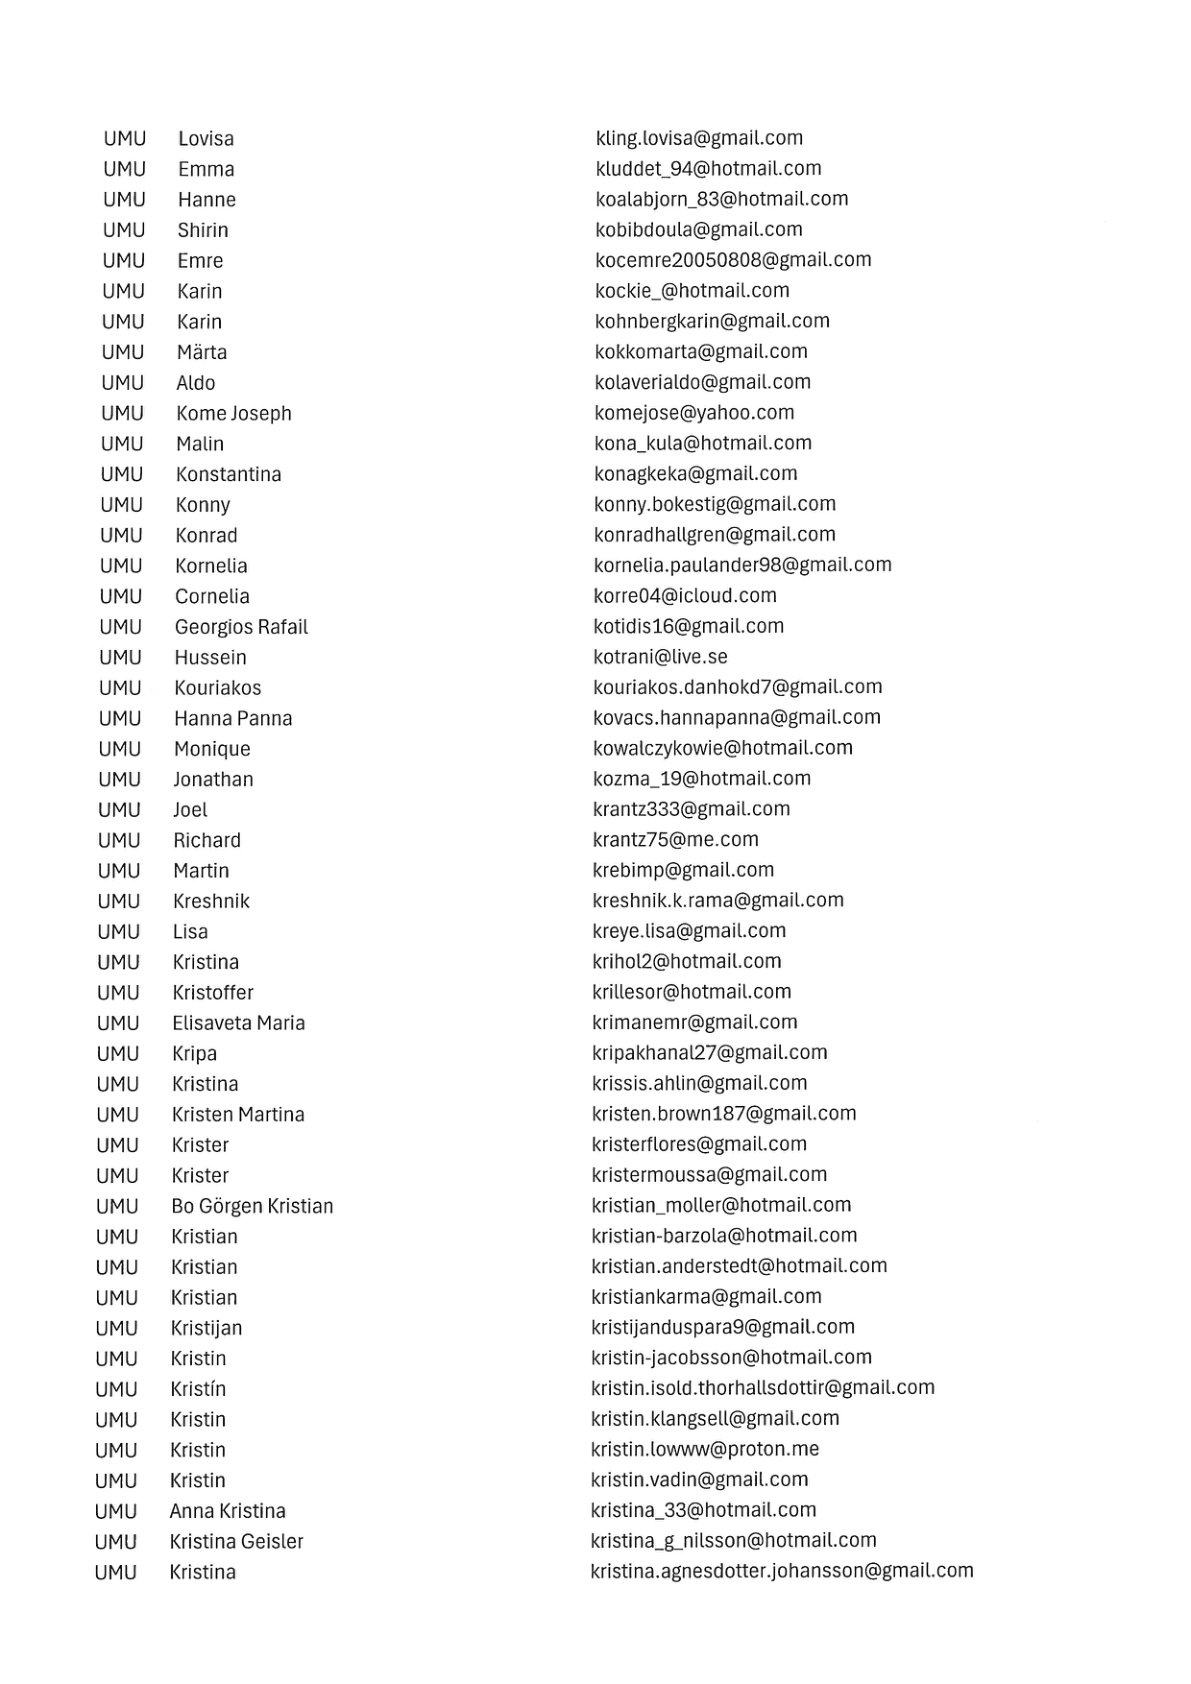 UMU Lovisa kling.lovisa@gmail.com
UMU Emma kluddet_94@hotmail.com
UMU Hanne koalabjorn_83@hotmail.com
UMU Shirin kobibdoula@gmail.com
UMU Emre kocemre20050808@gmail.com
UMU Karin kockie_@hotmail.com
UMU Karin kohnbergkarin@gmail.com
UMU Märta kokkomarta@gmail.com
UMU Aldo kolaverialdo@gmail.com
UMU Kome Joseph komejose@yahoo.com
UMU Malin kona_kula@hotmail.com
UMU Konstantina konagkeka@gmail.com
UMU Konny konny.bokestig@gmail.com
UMU Konrad konradhallgren@gmail.com
UMU Kornelia kornelia.paulander98@gmail.com
UMU Cornelia korre04@icloud.com
UMU Georgios Rafail kotidis16@gmail.com
UMU Hussein kotrani@live.se
UMU Kouriakos kouriakos.danhokd7@gmail.com
UMU Hanna Panna kovacs.hannapanna@gmail.com
UMU Monique kowalczykowie@hotmail.com
UMU Jonathan kozma_19@hotmail.com
UMU Joel krantz333@gmail.com
UMU Richard krantz75@me.com
UMU Martin krebimp@gmail.com
UMU Kreshnik kreshnik.k.rama@gmail.com
UMU Lisa kreye.lisa@gmail.com
UMU Kristina krihol2@hotmail.com
UMU Kristoffer krillesor@hotmail.com
UMU Elisaveta Maria krimanemr@gmail.com
UMU Kripa kripakhanal27@gmail.com
UMU Kristina krissis.ahlin@gmail.com
UMU Kristen Martina kristen.brown187@gmail.com
UMU Krister kristerflores@gmail.com
UMU Krister kristermoussa@gmail.com
UMU Bo Görgen Kristian kristian_moller@hotmail.com
UMU Kristian kristian-barzola@hotmail.com
UMU Kristian kristian.anderstedt@hotmail.com
UMU Kristian kristiankarma@gmail.com
UMU Kristijan kristijanduspara9@gmail.com
UMU Kristin kristin-jacobsson@hotmail.com
UMU Kristín kristin.isold.thorhallsdottir@gmail.com
UMU Kristin kristin.klangsell@gmail.com
UMU Kristin kristin.lowww@proton.me
UMU Kristin kristin.vadin@gmail.com
UMU Anna Kristina kristina_33@hotmail.com
UMU Kristina Geisler kristina_g_nilsson@hotmail.com
UMU Kristina kristina.agnesdotter.johansson@gmail.com